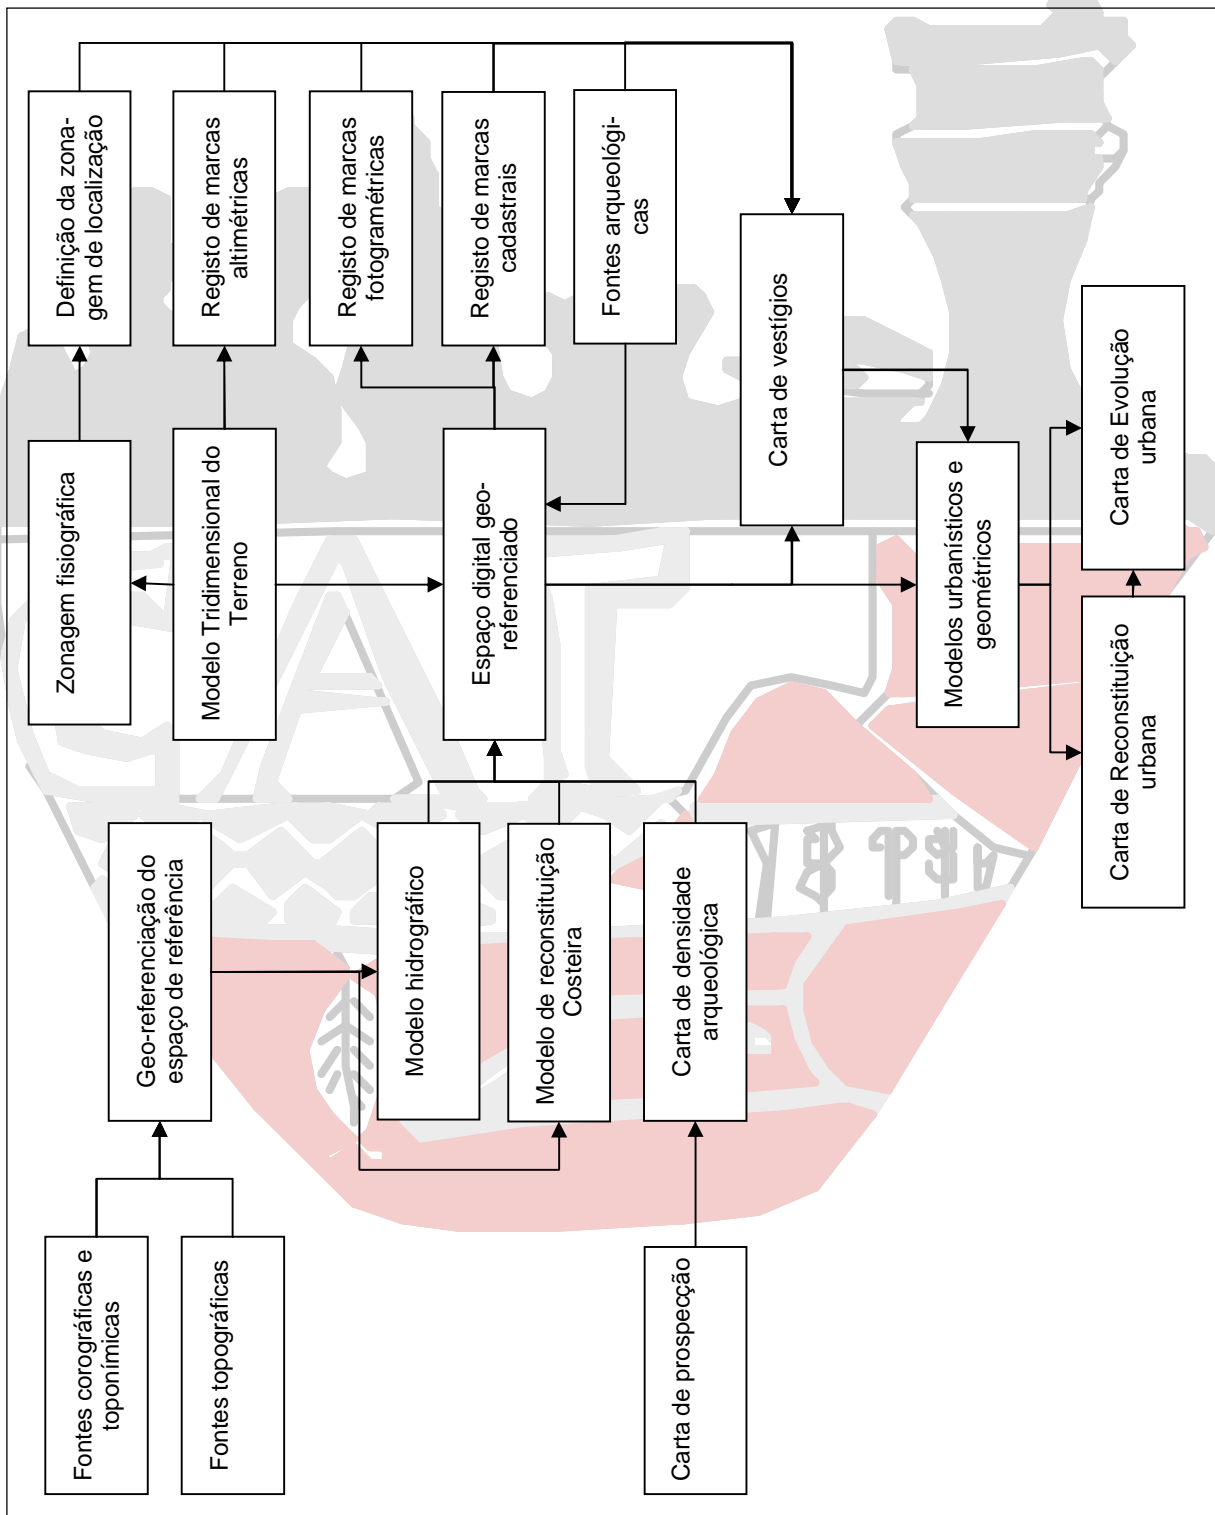 Fontes corográficas e
toponímicas
Fontes topográficas
Geo-referenciação do
espaço de referência
Zonagem fisiográfica
Definição da zona-
gem de localização
Modelo Tridimensional do
Terreno
Registo de marcas
altimétricas
Registo de marcas
fotogramétricas
Modelo hidrográfico
Espaço digital geo-
referenciado
Registo de marcas
cadastrais
Modelo de reconstituição
Costeira
Fontes arqueológi-
cas
Carta de prospecção
Carta de densidade
arqueológica
Carta de vestígios
Modelos urbanísticos e
geométricos
Carta de Reconstituição
urbana
Carta de Evolução
urbana